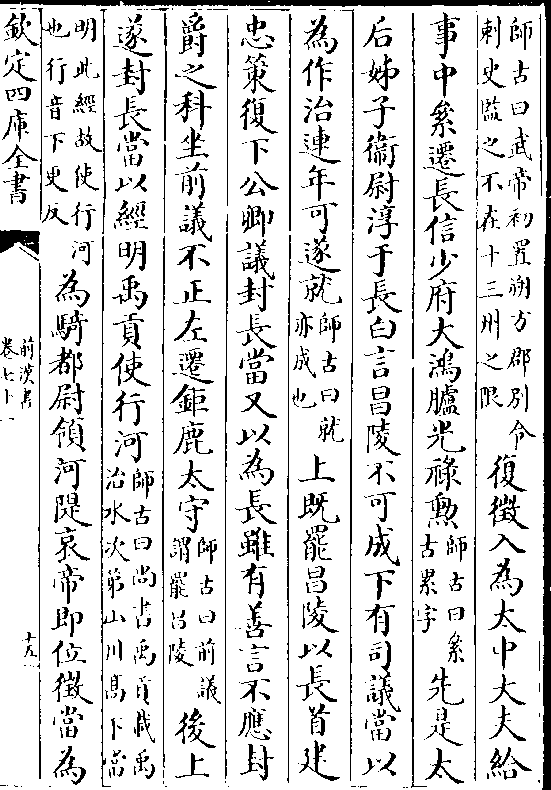 師古曰武帝初置朔方郡別令
刺史監之不在十三州之限
復徵入為太中大夫給
事中絫遷長信少府大鴻臚光祿勲
師古曰絫
古累字
先是太
后姊子衞尉淳于長白言昌陵不可成下有司議當以
為作治連年可遂就
師古曰就
亦成也
上既罷昌陵以長首建
忠策復下公卿議封長當又以為長雖有善言不應封
爵之科坐前議不正左遷鉅鹿太守
師古曰前議
謂罷昌陵
後上
遂封長當以經明禹貢使行河
師古曰尚書禹貢載禹
治水次第山川髙下當
明此經故使行河
也行音下更反
為騎都尉領河隄哀帝即位徵當為
欽定四庫全書
前漢書
卷七十一
十五